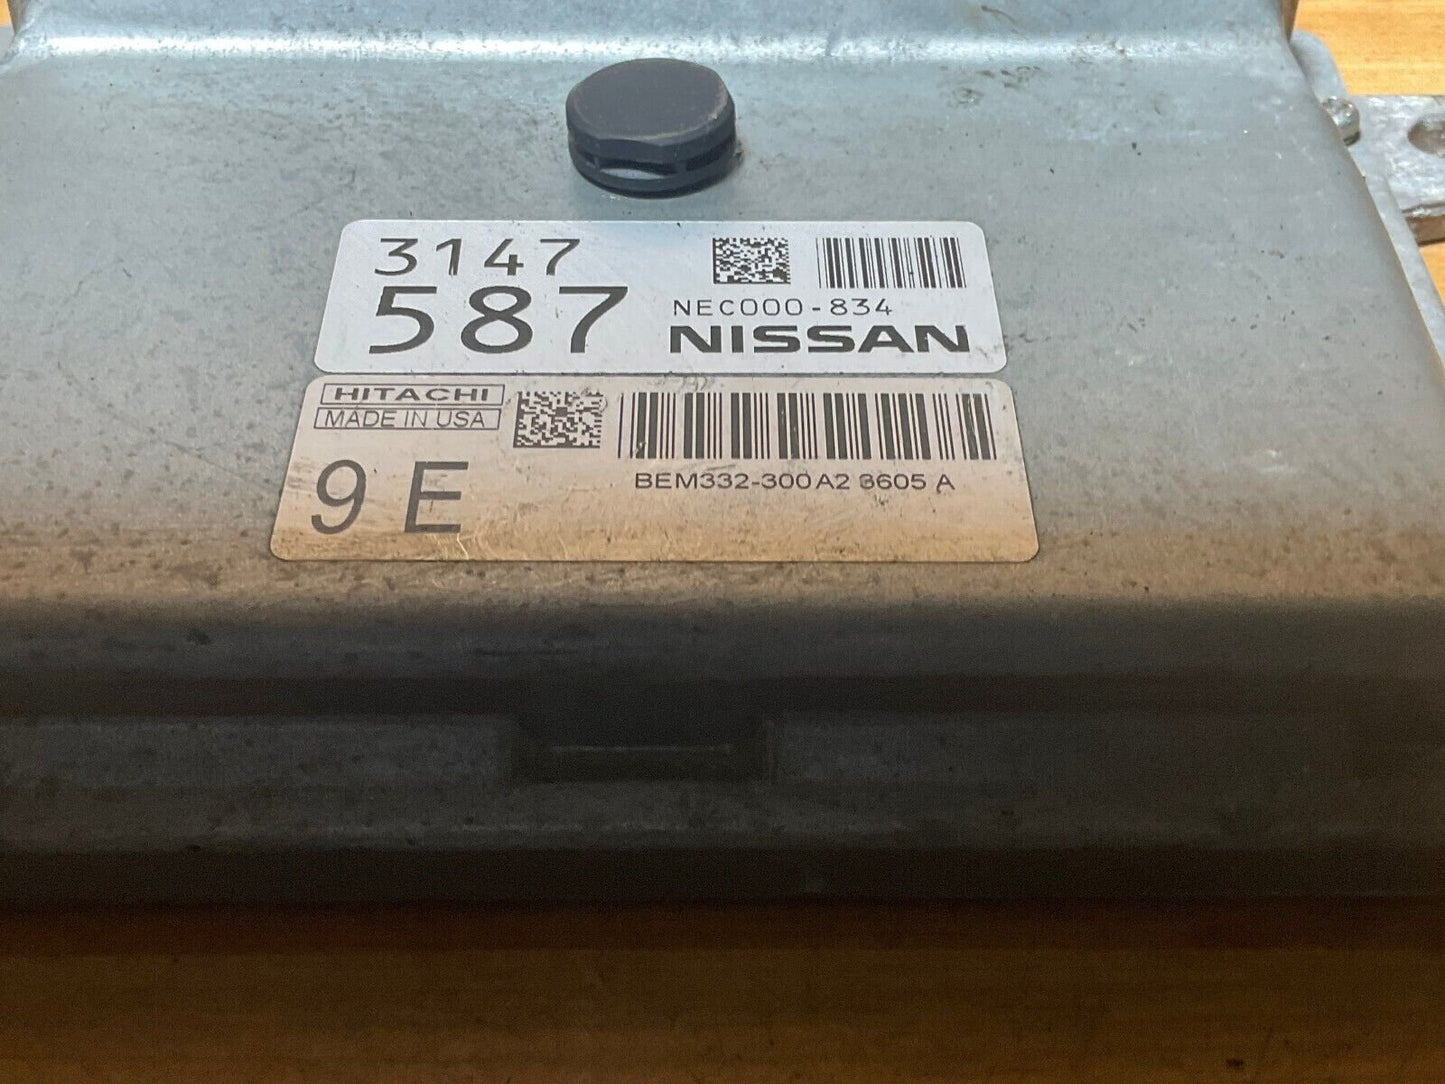 3147
587
NEC000-834
NISSAN
HITACHI
MADE IN USA
9 E
BEM332-300 A2 3605 A